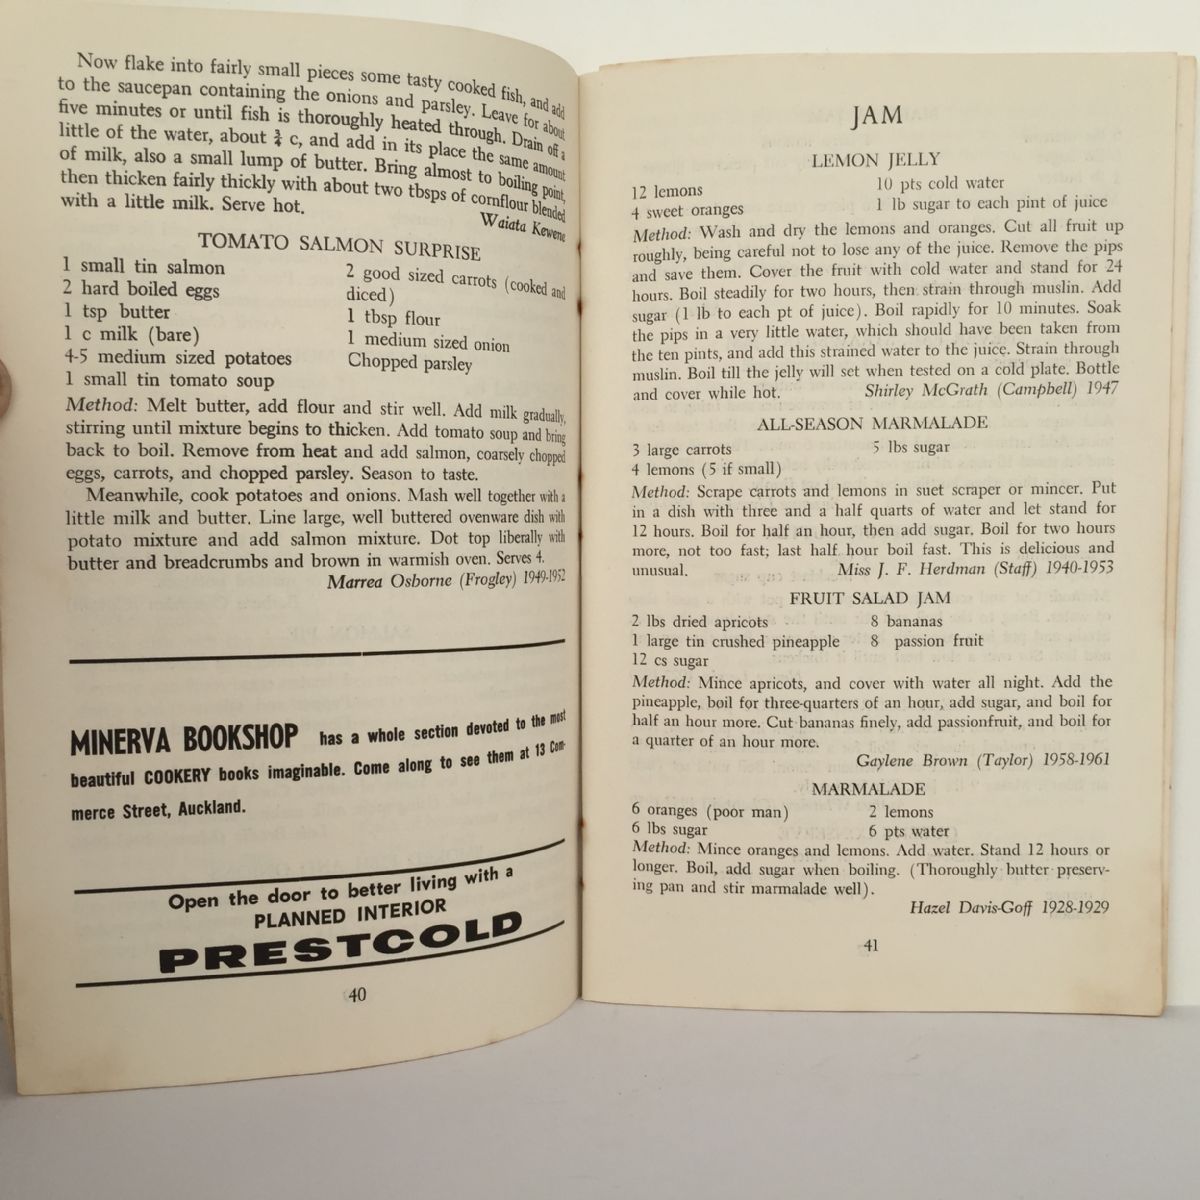 Now flake into fairly small pieces some tasty cooked fish, and add
to the saucepan containing the onions and parsley. Leave for about
five minutes or until fish is thoroughly heated through. Drain off a
little of the water, about ¾ c, and add in its place the same amount
of milk, also a small lump of butter. Bring almost to boiling point,
then thicken fairly thickly with about two tbsps of cornflour blended
with a little milk. Serve hot.
Waiata Kewene
TOMATO SALMON SURPRISE
1 small tin salmon
2 hard boiled eggs
1 tsp butter
1 c milk (bare)
4-5 medium sized potatoes
1 small tin tomato soup
2 good sized carrots (cooked and
diced)
1 tbsp flour
1 medium sized onion
Chopped parsley
Method: Melt butter, add flour and stir well. Add milk gradually,
stirring until mixture begins to thicken. Add tomato soup and bring
back to boil. Remove from heat and add salmon, coarsely chopped
eggs, carrots, and chopped parsley. Season to taste.
Meanwhile, cook potatoes and onions. Mash well together with a
little milk and butter. Line large, well buttered ovenware dish with
potato mixture and add salmon mixture. Dot top liberally with
butter and breadcrumbs and brown in warmish oven. Serves 4.
Marrea Osborne (Frogley) 1949-1952
MINERVA BOOKSHOP has a whole section devoted to the most
beautiful COOKERY books imaginable. Come along to see them at 13 Com-
merce Street, Auckland.
Open the door to better living with a
PLANNED INTERIOR
PRESTCOLD
40
JAM
LEMON JELLY
12 lemons
4 sweet oranges
10 pts cold water
1 lb sugar to each pint of juice
Method: Wash and dry the lemons and oranges. Cut all fruit up
roughly, being careful not to lose any of the juice. Remove the pips
and save them. Cover the fruit with cold water and stand for 24
hours. Boil steadily for two hours, then strain through muslin. Add
sugar (1 lb to each pt of juice). Boil rapidly for 10 minutes. Soak
the pips in a very little water, which should have been taken from
the ten pints, and add this strained water to the juice. Strain through
muslin. Boil till the jelly will set when tested on a cold plate. Bottle
and cover while hot. Shirley McGrath (Campbell) 1947
ALL-SEASON MARMALADE
3 large carrots
4 lemons (5 if small)
5 lbs sugar
Method: Scrape carrots and lemons in suet scraper or mincer. Put
in a dish with three and a half quarts of water and let stand for
12 hours. Boil for half an hour, then add sugar. Boil for two hours
more, not too fast; last half hour boil fast. This is delicious and
unusual. Miss J. F. Herdman (Staff) 1940-1953
FRUIT SALAD JAM
2 lbs dried apricots
1 large tin crushed pineapple
12 cs sugar
8 bananas
8 passion fruit
Method: Mince apricots, and cover with water all night. Add the
pineapple, boil for three-quarters of an hour, add sugar, and boil for
half an hour more. Cut bananas finely, add passionfruit, and boil for
a quarter of an hour more.
Gaylene Brown (Taylor) 1958-1961
MARMALADE
6 oranges (poor man)
6 lbs sugar
2 lemons
6 pts water
Method: Mince oranges and lemons. Add water. Stand 12 hours or
longer. Boil, add sugar when boiling. (Thoroughly butter preserv-
ing pan and stir marmalade well).
Hazel Davis-Goff 1928-1929
41